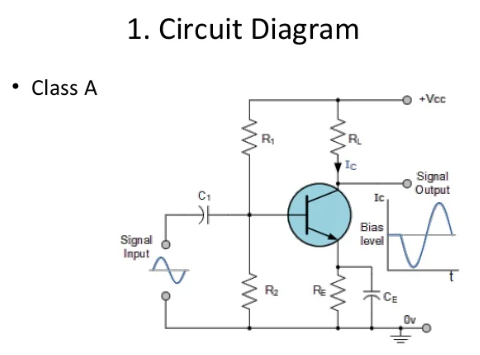 1. Circuit Diagram
• Class A
+Vcc
R₁
RL
Ic
Signal
Output
C₁
Ic
Bias
level
Signal
Input
t
R₂
RE
CE
0v